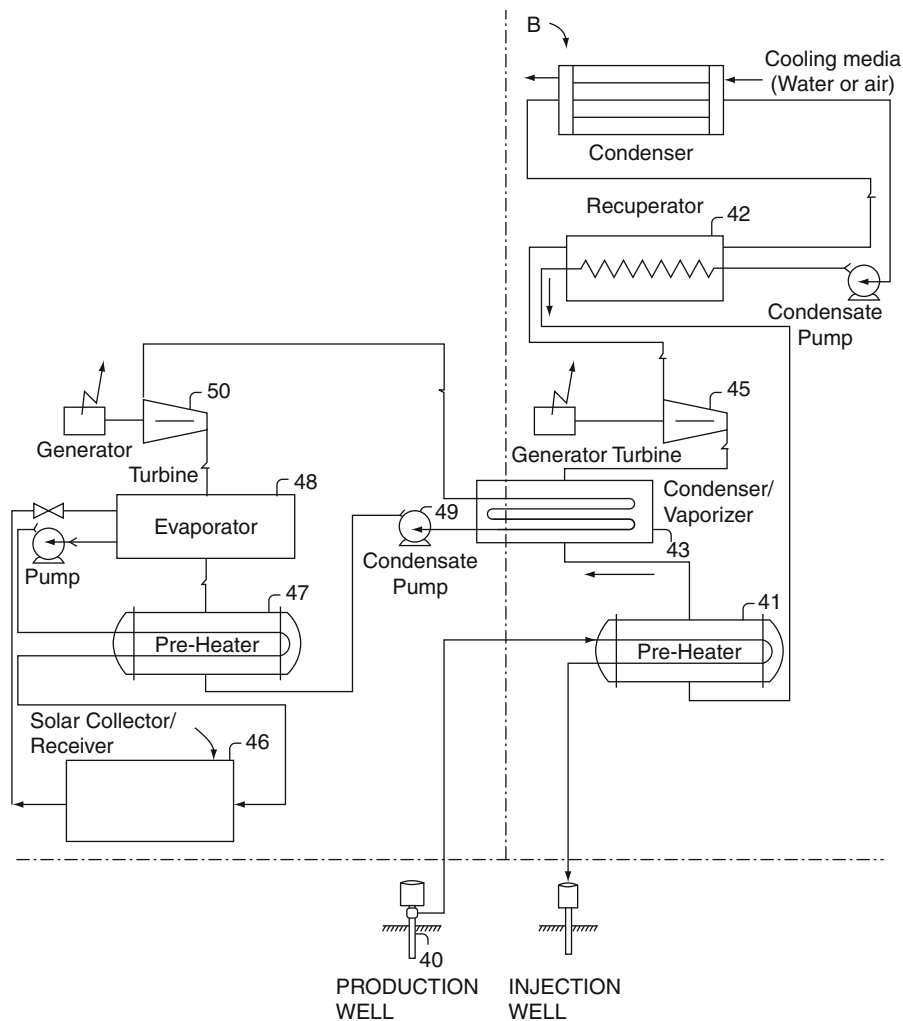 B
Cooling media
(Water or air)
Condenser
Recuperator
42
Condensate
Pump
50
45
Generator
Turbine
Generator Turbine
48
Evaporator
49
Condenser/
Vaporizer
43
Pump
Condensate
Pump
47
Pre-Heater
41
Pre-Heater
Solar Collector/
Receiver
46
40
PRODUCTION
WELL
INJECTION
WELL